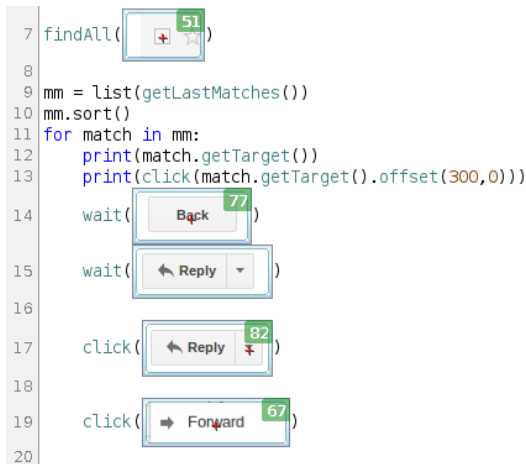 7 findAll( 51 )
8
9 mm = list(getLastMatches())
10 mm.sort()
11 for match in mm:
12 print(match.getTarget())
13 print(click(match.getTarget().offset(300,0)))
14 wait( Back 77 )
15 wait( Reply )
16
17 click( Reply 82 )
18
19 click( Forward 67 )
20